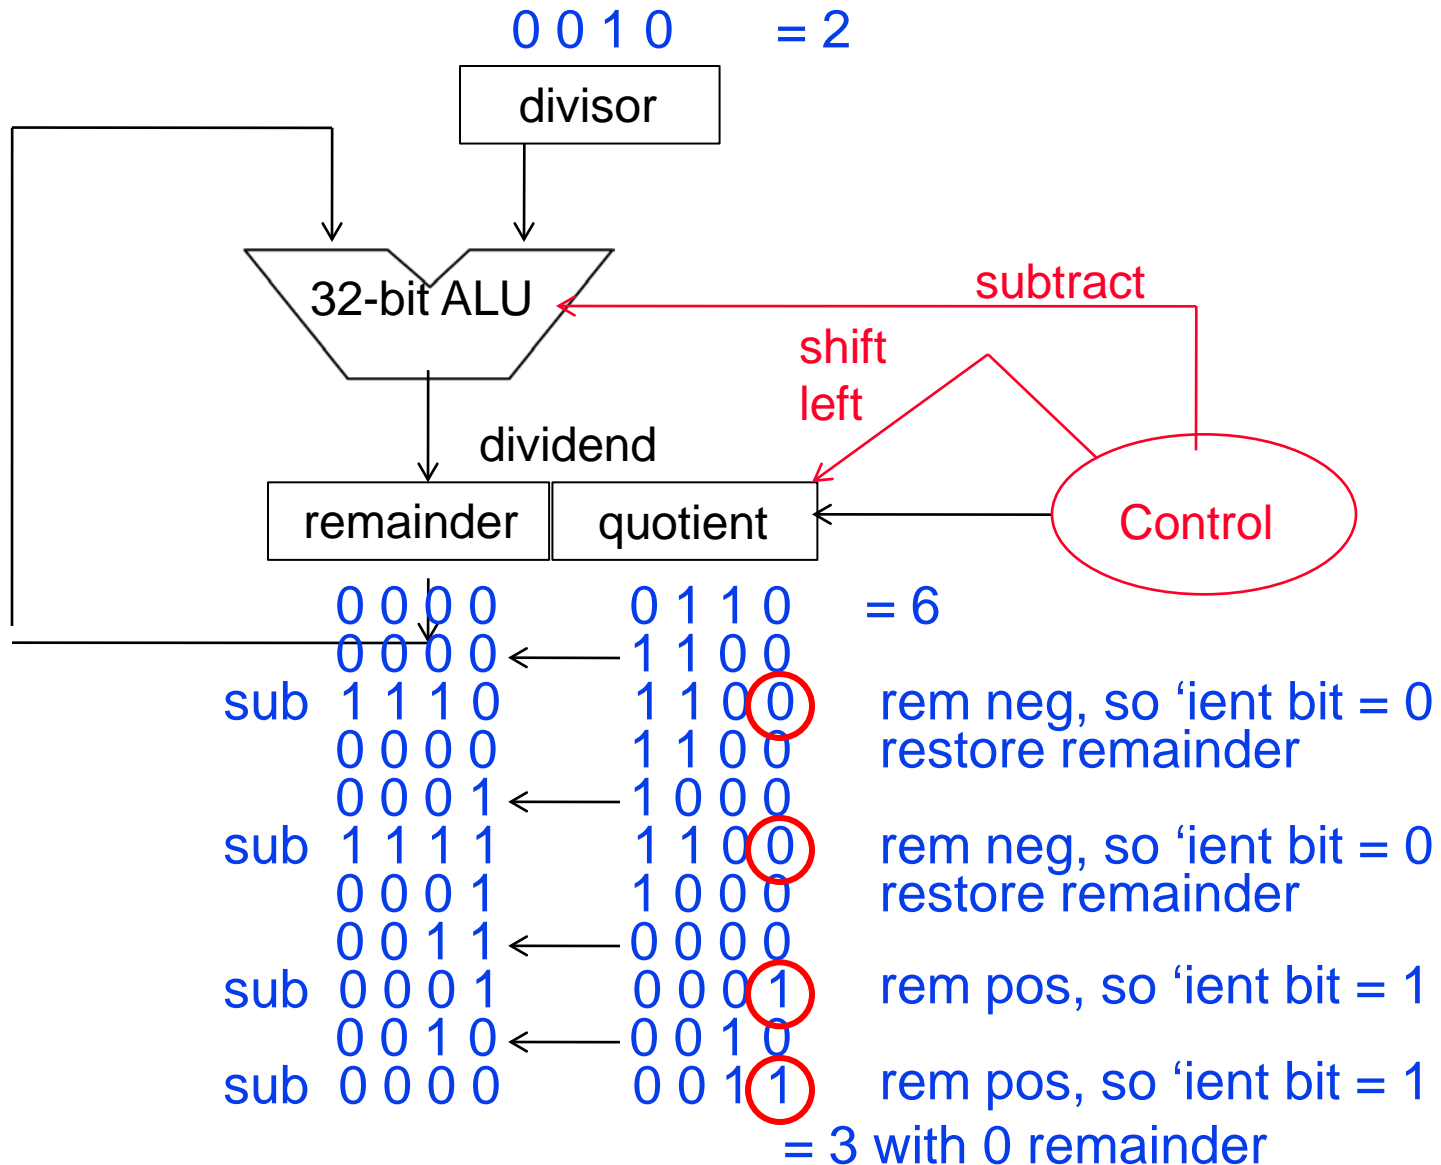 0 0 1 0 = 2
divisor
32-bit ALU
subtract
shift
left
dividend
remainder quotient
Control
0 0 0 0 0 1 1 0 = 6
0 0 0 0 1 1 0 0
sub 1 1 1 0 1 1 0 0 rem neg, so ‘ient bit = 0
0 0 0 0 1 1 0 0 restore remainder
0 0 0 1 1 0 0 0
sub 1 1 1 1 1 1 0 0 rem neg, so ‘ient bit = 0
0 0 0 1 1 0 0 0 restore remainder
0 0 1 1 0 0 0 0
sub 0 0 0 1 0 0 0 1 rem pos, so ‘ient bit = 1
0 0 1 0 0 0 1 0
sub 0 0 0 0 0 0 1 1 rem pos, so ‘ient bit = 1
= 3 with 0 remainder